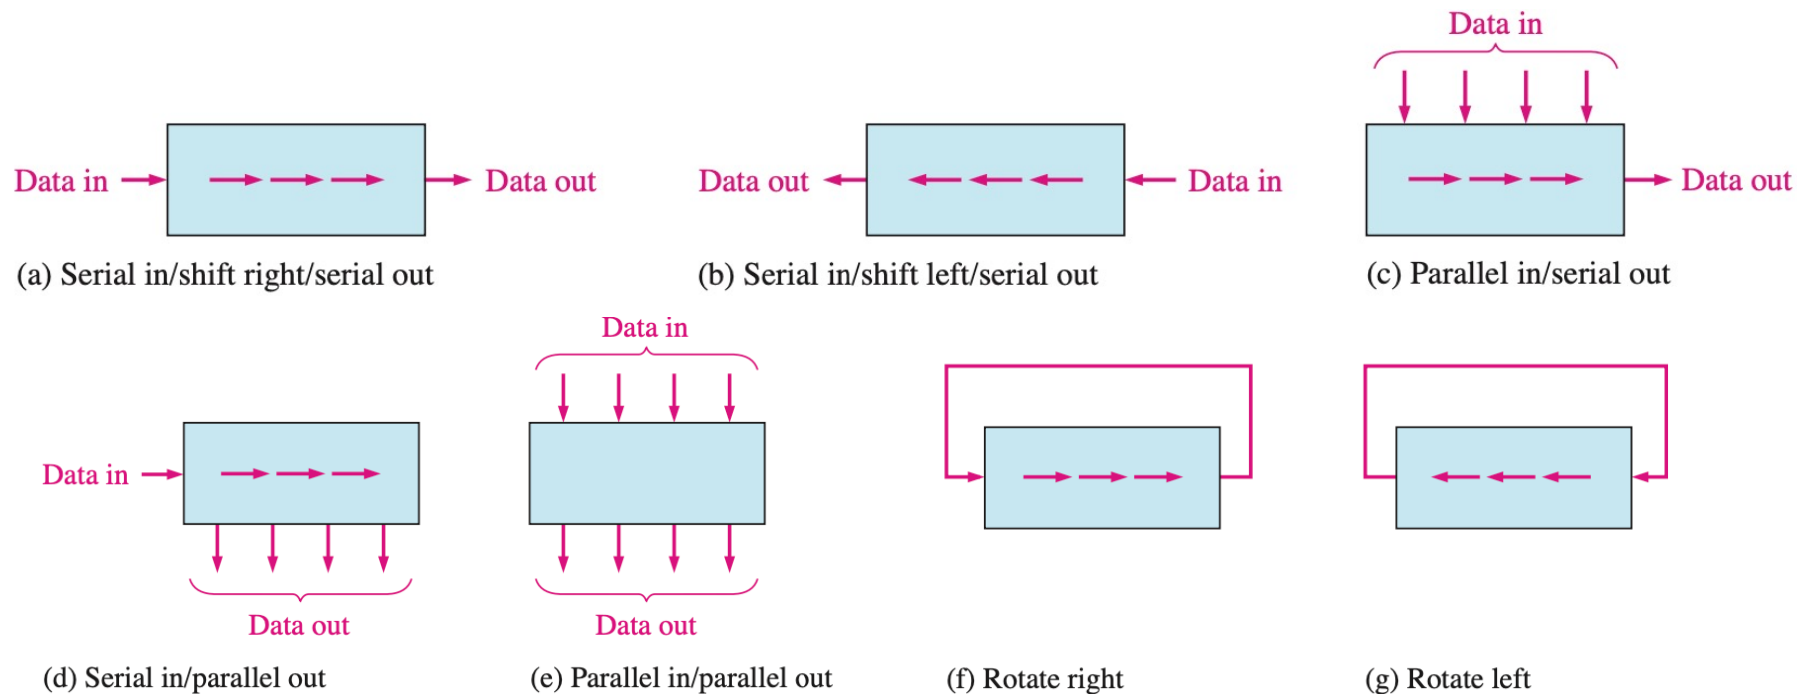 Data in
Data in
Data out
Data out
Data in
Data out
(a) Serial in/shift right/serial out
(b) Serial in/shift left/serial out
(c) Parallel in/serial out
Data in
Data in
Data out
Data out
(d) Serial in/parallel out
(e) Parallel in/parallel out
(f) Rotate right
(g) Rotate left